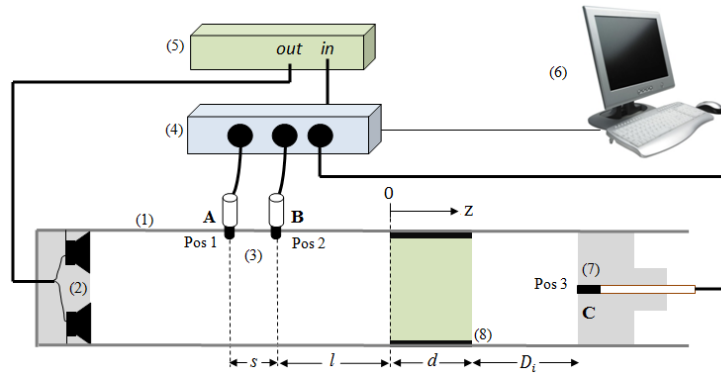 (5)
out in
(6)
(4)
0
z
(1)
A
B
Pos 1
(3)
Pos 2
(7)
Pos 3
(2)
C
(8)
s
l
d
D_i